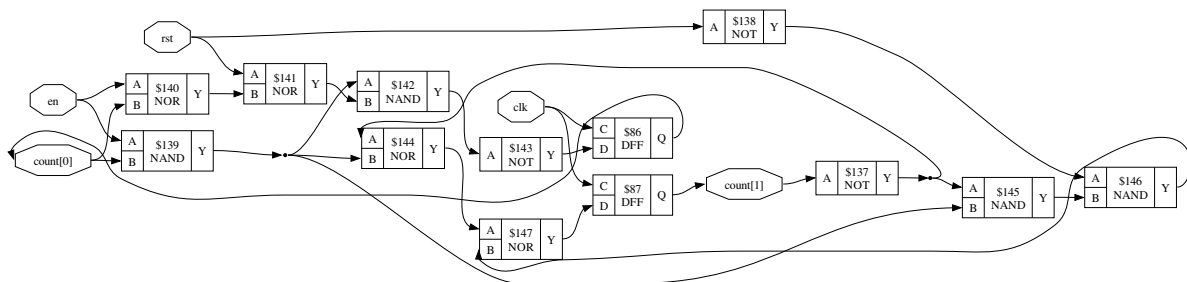 rst
A $138 NOT Y
en
A B $140 NOR Y
A B $141 NOR Y
A B $142 NAND Y
clk
C D $86 DFF Q
count[0]
A B $139 NAND Y
A B $144 NOR Y
A $143 NOT Y
C D $87 DFF Q
count[1]
A $137 NOT Y
A B $145 NAND Y
A B $146 NAND Y
A B $147 NOR Y